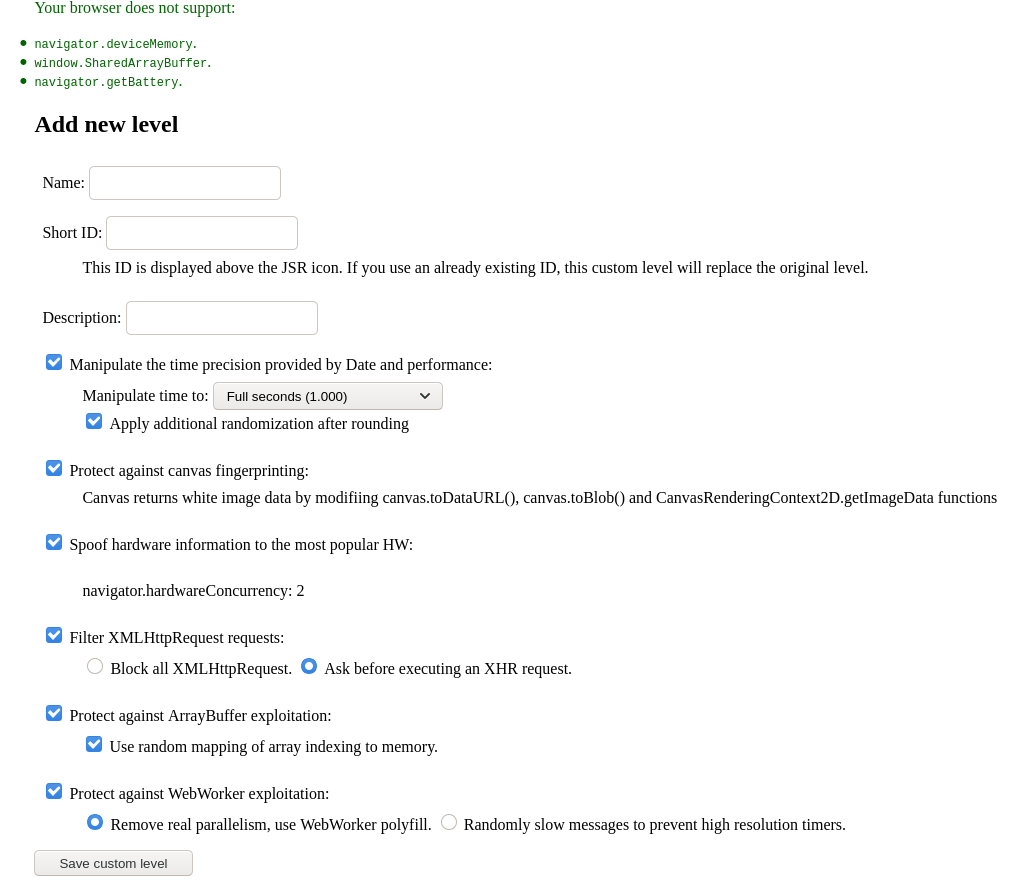 Your browser does not support:
navigator.deviceMemory.
window.SharedArrayBuffer.
navigator.getBattery.
Add new level
Name:
Short ID:
This ID is displayed above the JSR icon. If you use an already existing ID, this custom level will replace the original level.
Description:
Manipulate the time precision provided by Date and performance:
Manipulate time to: Full seconds (1.000)
Apply additional randomization after rounding
Protect against canvas fingerprinting:
Canvas returns white image data by modifiing canvas.toDataURL(), canvas.toBlob() and CanvasRenderingContext2D.getImageData functions
Spoof hardware information to the most popular HW:
navigator.hardwareConcurrency: 2
Filter XMLHttpRequest requests:
Block all XMLHttpRequest. Ask before executing an XHR request.
Protect against ArrayBuffer exploitation:
Use random mapping of array indexing to memory.
Protect against WebWorker exploitation:
Remove real parallelism, use WebWorker polyfill. Randomly slow messages to prevent high resolution timers.
Save custom level